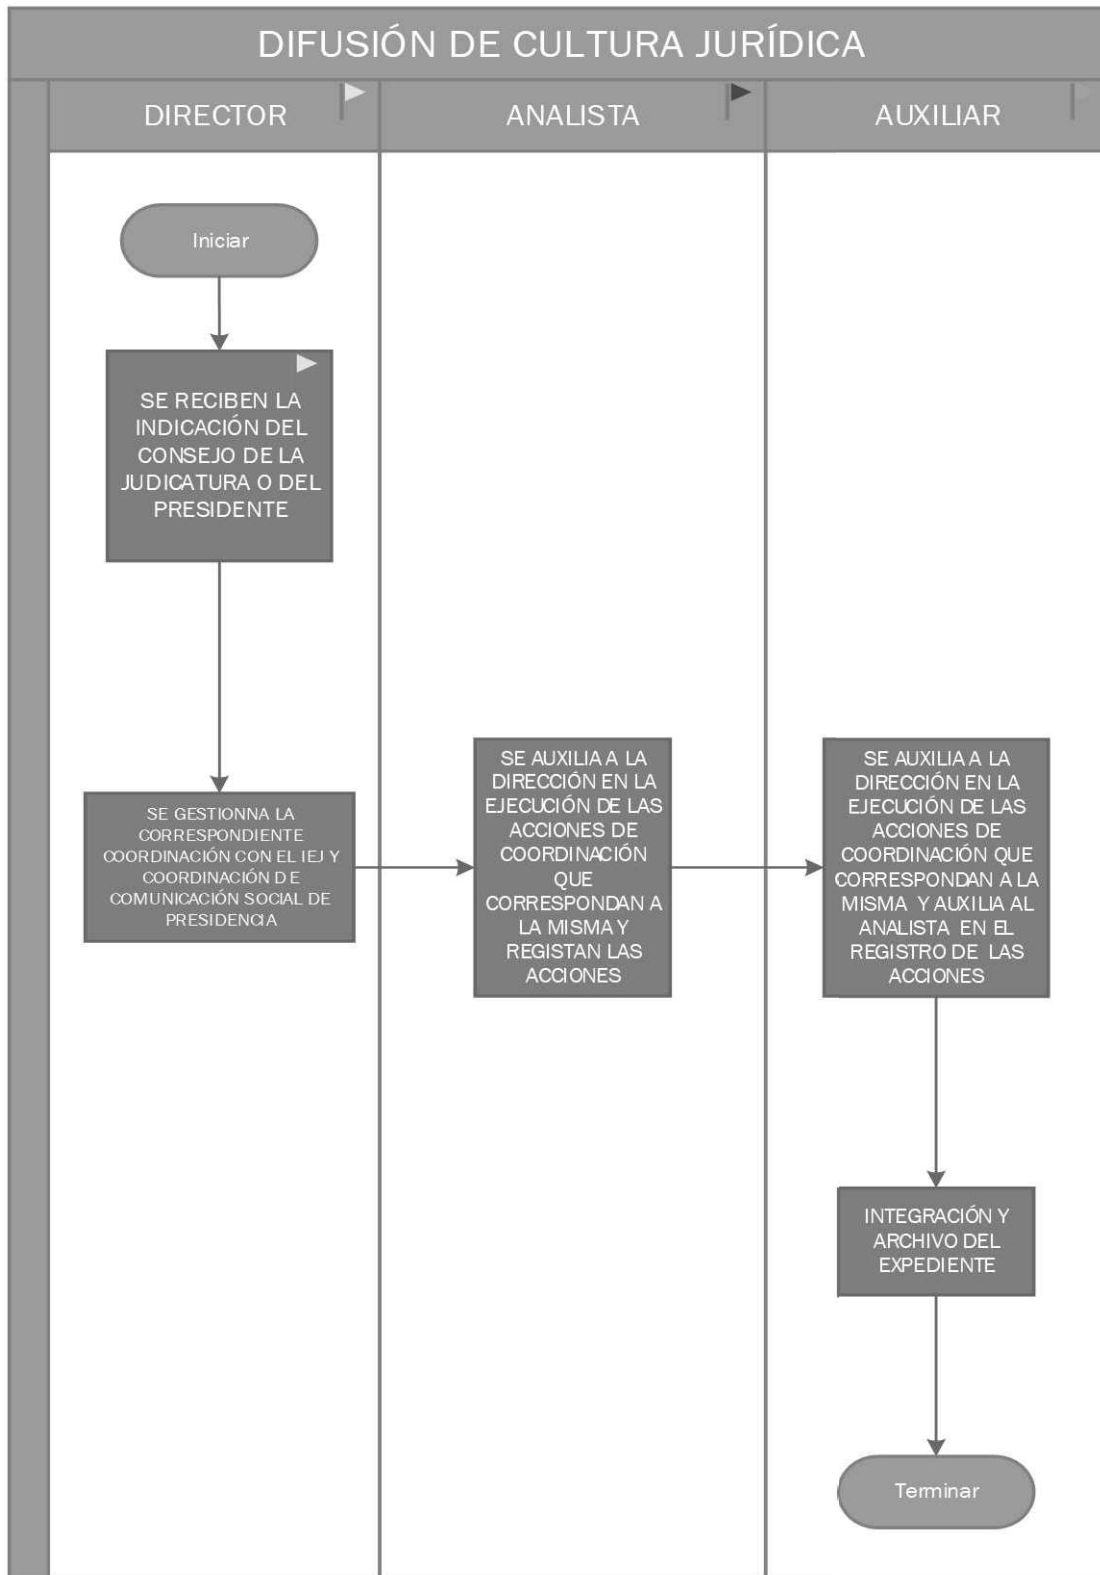 DIFUSIÓN DE CULTURA JURÍDICA
DIRECTOR
ANALISTA
AUXILIAR
Iniciar
SE RECIBEN LA
INDICACIÓN DEL
CONSEJO DE LA
JUDICATURA O DEL
PRESIDENTE
SE GESTIONNA LA
CORRESPONDIENTE
COORDINACIÓN CON EL IEJ Y
COORDINACIÓN DE
COMUNICACIÓN SOCIAL DE
PRESIDENCIA
SE AUXILIA A LA
DIRECCIÓN EN LA
EJECUCIÓN DE LAS
ACCIONES DE
COORDINACIÓN
QUE
CORRESPONDAN A
LA MISMA Y
REGISTAN LAS
ACCIONES
SE AUXILIA A LA
DIRECCIÓN EN LA
EJECUCIÓN DE LAS
ACCIONES DE
COORDINACIÓN QUE
CORRESPONDAN A LA
MISMA Y AUXILIA AL
ANALISTA EN EL
REGISTRO DE LAS
ACCIONES
INTEGRACIÓN Y
ARCHIVO DEL
EXPEDIENTE
Terminar